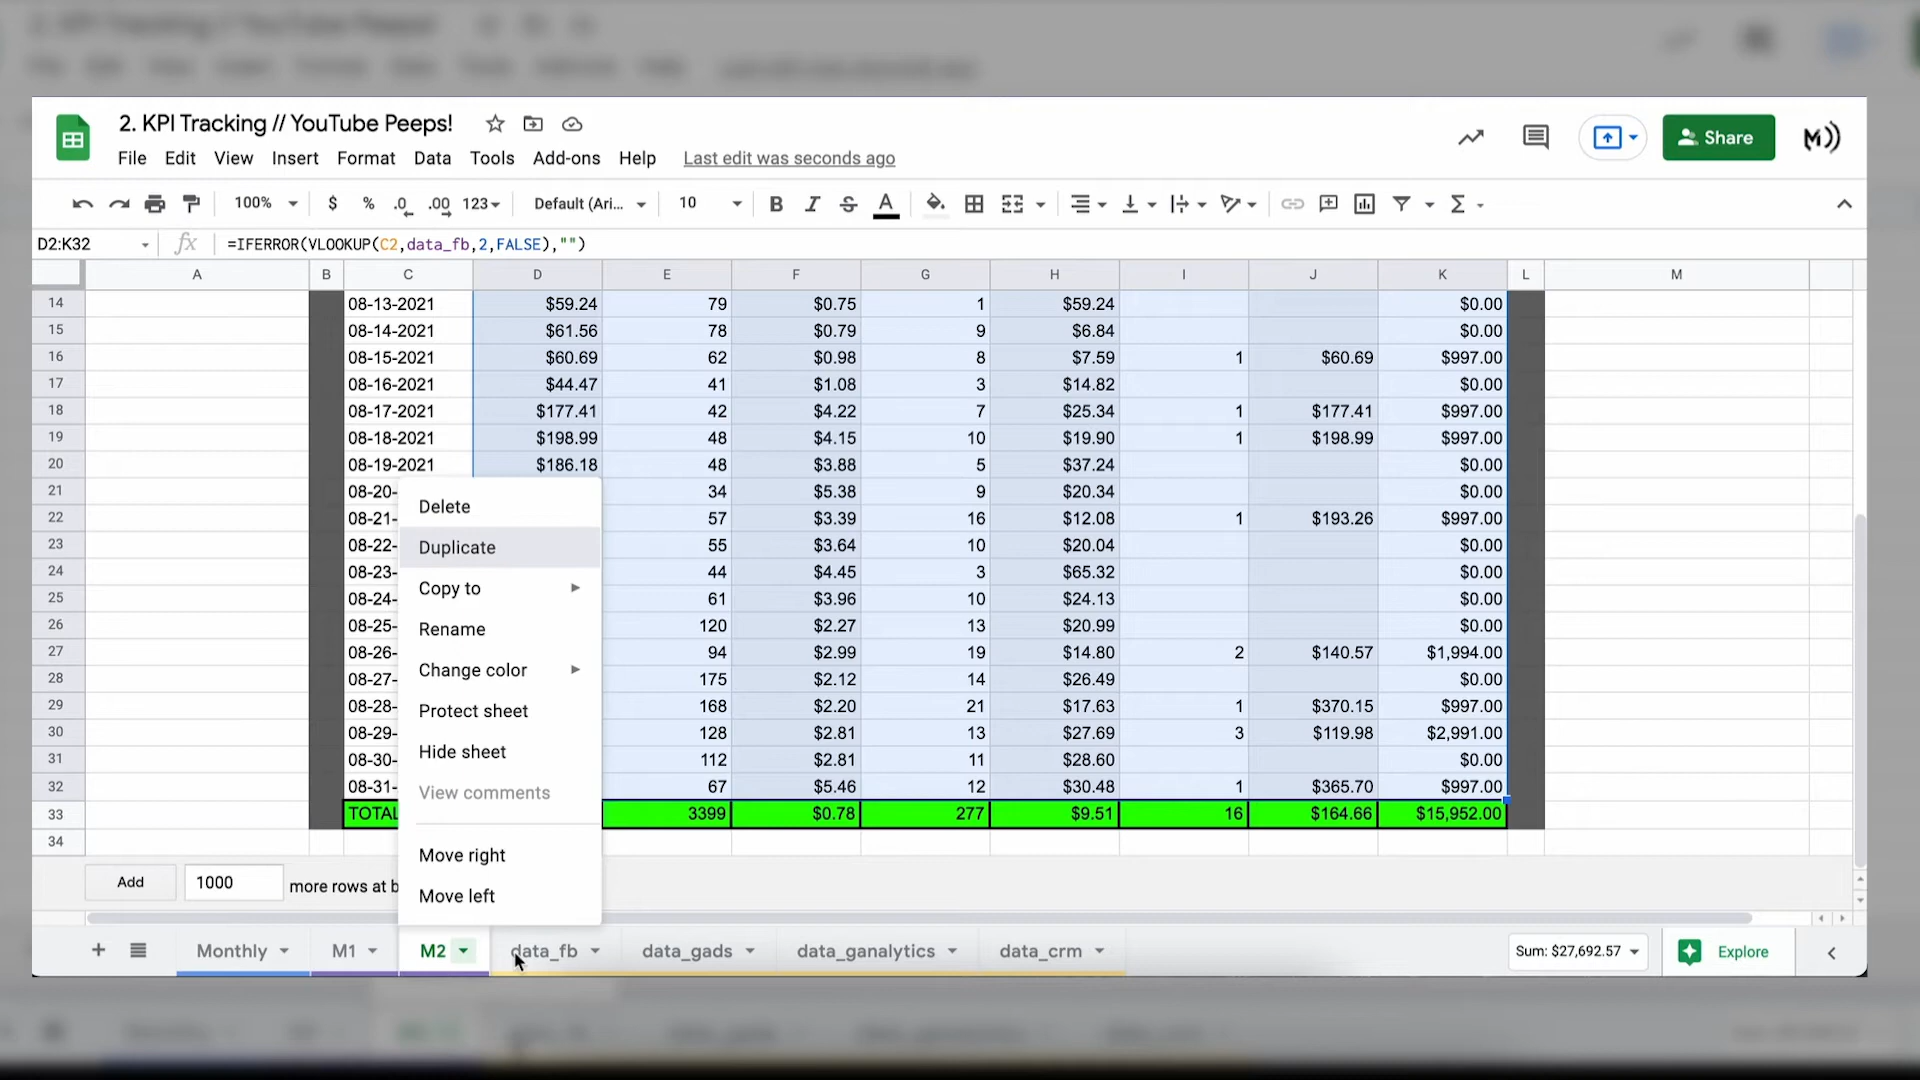 2. KPI Tracking // YouTube Peeps!
File Edit View Insert Format Data Tools Add-ons Help Last edit was seconds ago
Share
M))
100% $ % .0 .00 123 Default (Ari... 10 B I S A Σ
D2:K32 fx =IFERROR(VLOOKUP(C2,data_fb,2,FALSE),"")
A B C D E F G H I J K L M
14 08-13-2021 $59.24 79 $0.75 1 $59.24 $0.00
15 08-14-2021 $61.56 78 $0.79 9 $6.84 $0.00
16 08-15-2021 $60.69 62 $0.98 8 $7.59 1 $60.69 $997.00
17 08-16-2021 $44.47 41 $1.08 3 $14.82 $0.00
18 08-17-2021 $177.41 42 $4.22 7 $25.34 1 $177.41 $997.00
19 08-18-2021 $198.99 48 $4.15 10 $19.90 1 $198.99 $997.00
20 08-19-2021 $186.18 48 $3.88 5 $37.24 $0.00
21 08-20- 34 $5.38 9 $20.34 $0.00
22 08-21- 57 $3.39 16 $12.08 1 $193.26 $997.00
23 08-22- 55 $3.64 10 $20.04 $0.00
24 08-23- 44 $4.45 3 $65.32 $0.00
25 08-24- 61 $3.96 10 $24.13 $0.00
26 08-25- 120 $2.27 13 $20.99 $0.00
27 08-26- 94 $2.99 19 $14.80 2 $140.57 $1,994.00
28 08-27- 175 $2.12 14 $26.49 $0.00
29 08-28- 168 $2.20 21 $17.63 1 $370.15 $997.00
30 08-29- 128 $2.81 13 $27.69 3 $119.98 $2,991.00
31 08-30- 112 $2.81 11 $28.60 $0.00
32 08-31- 67 $5.46 12 $30.48 1 $365.70 $997.00
33 TOTAL 3399 $0.78 277 $9.51 16 $164.66 $15,952.00
34
Delete
Duplicate
Copy to
Rename
Change color
Protect sheet
Hide sheet
View comments
Move right
Move left
Add 1000 more rows at b
Monthly M1 M2 data_fb data_gads data_ganalytics data_crm Sum: $27,692.57 Explore